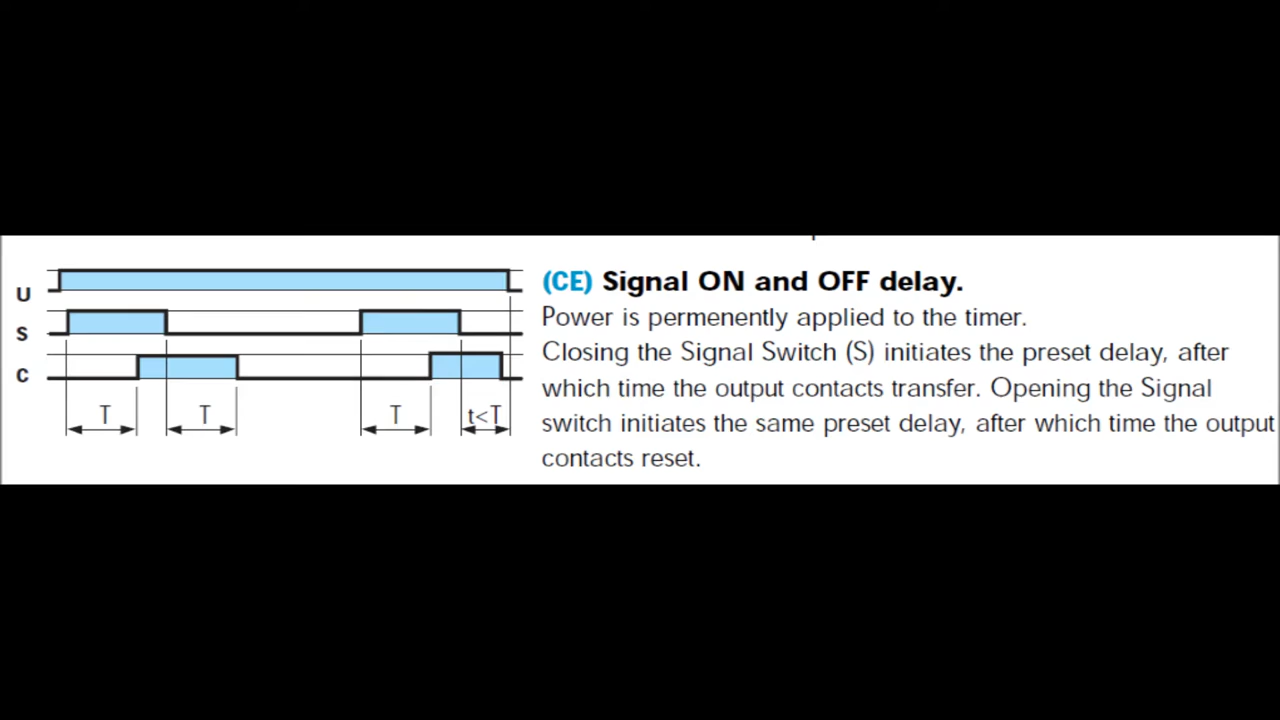 (CE) Signal ON and OFF delay.
Power is permenently applied to the timer.
Closing the Signal Switch (S) initiates the preset delay, after
which time the output contacts transfer. Opening the Signal
switch initiates the same preset delay, after which time the output
contacts reset.
U
S
C
T T T t<T